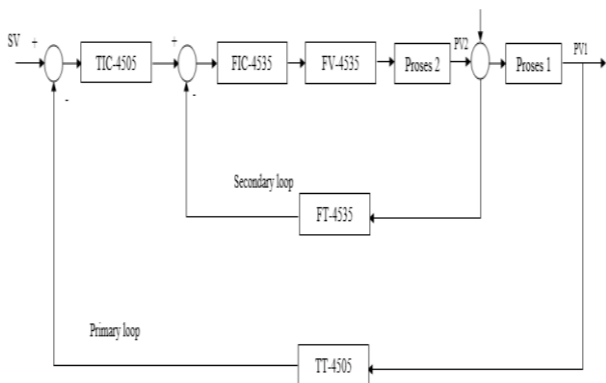 SV + + PV2 PV1
TIC-4505 FIC-4535 FV-4535 Proses 2 Proses 1
- -
Secondary loop
FT-4535
Primary loop
TT-4505